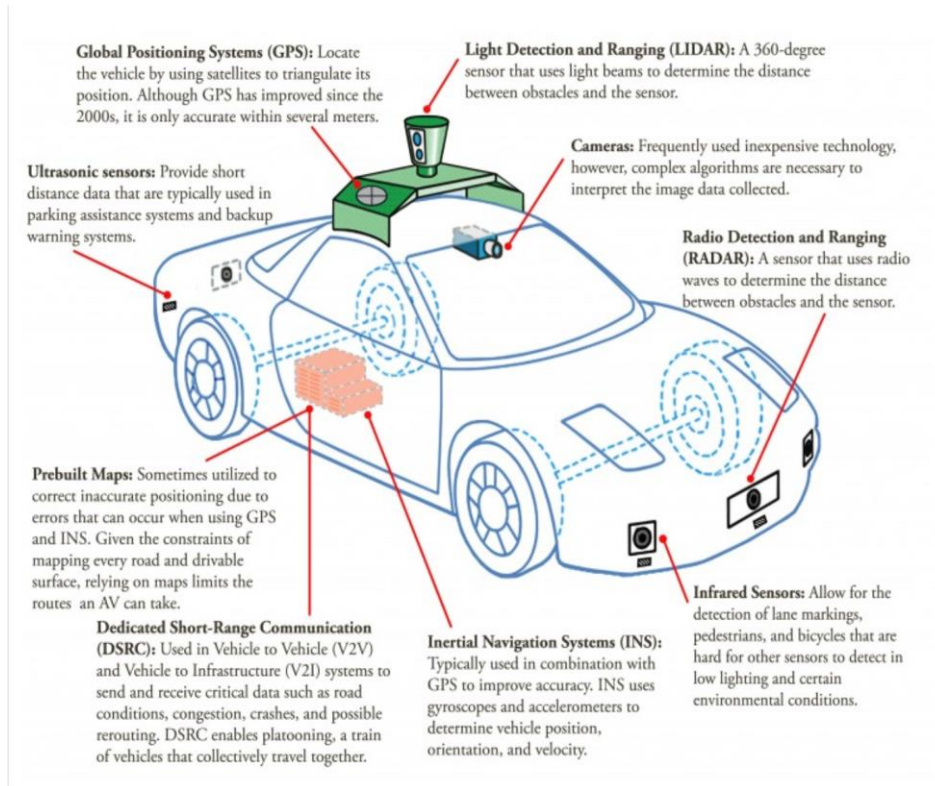 Global Positioning Systems (GPS): Locate
the vehicle by using satellites to triangulate its
position. Although GPS has improved since the
2000s, it is only accurate within several meters.
Light Detection and Ranging (LIDAR): A 360-degree
sensor that uses light beams to determine the distance
between obstacles and the sensor.
Cameras: Frequently used inexpensive technology,
however, complex algorithms are necessary to
interpret the image data collected.
Ultrasonic sensors: Provide short
distance data that are typically used in
parking assistance systems and backup
warning systems.
Radio Detection and Ranging
(RADAR): A sensor that uses radio
waves to determine the distance
between obstacles and the sensor.
Prebuilt Maps: Sometimes utilized to
correct inaccurate positioning due to
errors that can occur when using GPS
and INS. Given the constraints of
mapping every road and drivable
surface, relying on maps limits the
routes an AV can take.
Dedicated Short-Range Communication
(DSRC): Used in Vehicle to Vehicle (V2V)
and Vehicle to Infrastructure (V2I) systems to
send and receive critical data such as road
conditions, congestion, crashes, and possible
rerouting. DSRC enables platooning, a train
of vehicles that collectively travel together.
Inertial Navigation Systems (INS):
Typically used in combination with
GPS to improve accuracy. INS uses
gyroscopes and accelerometers to
determine vehicle position,
orientation, and velocity.
Infrared Sensors: Allow for the
detection of lane markings,
pedestrians, and bicycles that are
hard for other sensors to detect in
low lighting and certain
environmental conditions.